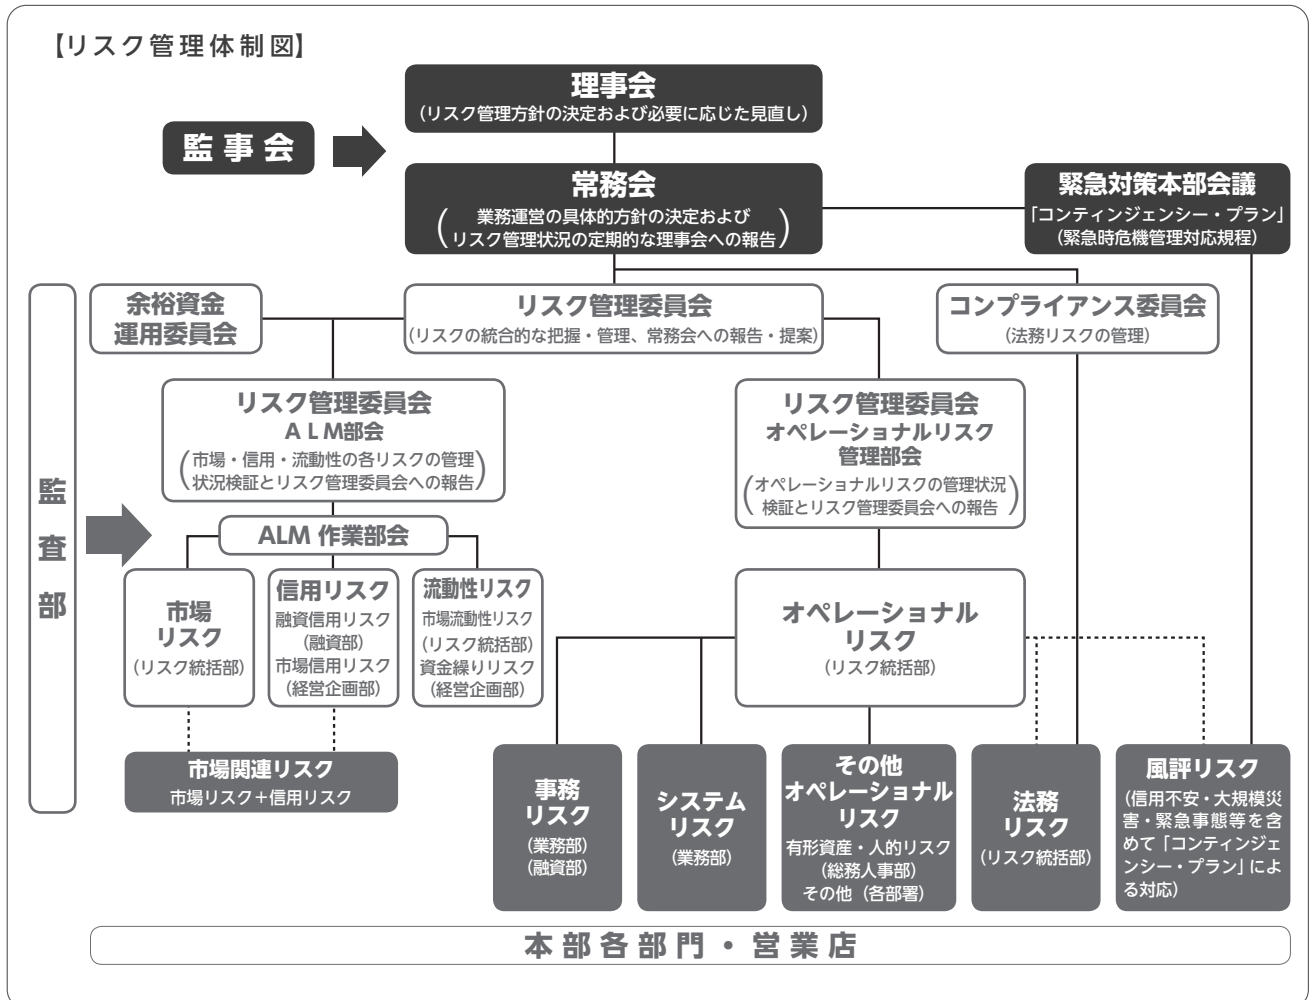 【リスク管理体制図】
理事会
(リスク管理方針の決定および必要に応じた見直し)
監事会
常務会
業務運営の具体的方針の決定および
リスク管理状況の定期的な理事会への報告
緊急対策本部会議
「コンティンジェンシー・プラン」
(緊急時危機管理対応規程)
余裕資金
運用委員会
リスク管理委員会
(リスクの統合的な把握・管理、常務会への報告・提案)
コンプライアンス委員会
(法務リスクの管理)
監査部
リスク管理委員会
ALM部会
(市場・信用・流動性の各リスクの管理
状況検証とリスク管理委員会への報告)
リスク管理委員会
オペレーショナルリスク
管理部会
(オペレーショナルリスクの管理状況
検証とリスク管理委員会への報告)
ALM 作業部会
市場
リスク
(リスク統括部)
信用リスク
融資信用リスク
(融資部)
市場信用リスク
(経営企画部)
流動性リスク
市場流動性リスク
(リスク統括部)
資金繰りリスク
(経営企画部)
オペレーショナル
リスク
(リスク統括部)
市場関連リスク
市場リスク+信用リスク
事務
リスク
(業務部)
(融資部)
システム
リスク
(業務部)
その他
オペレーショナル
リスク
有形資産・人的リスク
(総務人事部)
その他(各部署)
法務
リスク
(リスク統括部)
風評リスク
(信用不安・大規模災
害・緊急事態等を含
めて「コンティンジェ
ンシー・プラン」によ
る対応)
本部各部門・営業店